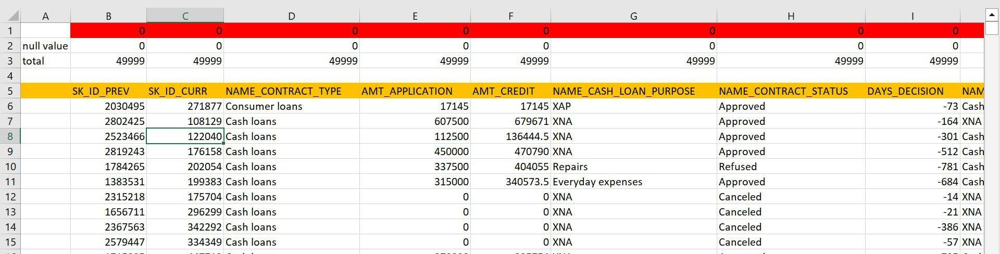 A B C D E F G H I
1 0 0 0 0 0 0 0 0
2 null value 0 0 0 0 0 0 0 0
3 total 49999 49999 49999 49999 49999 49999 49999 49999
4
5 SK_ID_PREV SK_ID_CURR NAME_CONTRACT_TYPE AMT_APPLICATION AMT_CREDIT NAME_CASH_LOAN_PURPOSE NAME_CONTRACT_STATUS DAYS_DECISION NAM
6 2030495 271877 Consumer loans 17145 17145 XAP Approved -73 Cash
7 2802425 108129 Cash loans 607500 679671 XNA Approved -164 XNA
8 2523466 122040 Cash loans 112500 136444.5 XNA Approved -301 Cash
9 2819243 176158 Cash loans 450000 470790 XNA Approved -512 Cash
10 1784265 202054 Cash loans 337500 404055 Repairs Refused -781 Cash
11 1383531 199383 Cash loans 315000 340573.5 Everyday expenses Approved -684 Cash
12 2315218 175704 Cash loans 0 0 XNA Canceled -14 XNA
13 1656711 296299 Cash loans 0 0 XNA Canceled -21 XNA
14 2367563 342292 Cash loans 0 0 XNA Canceled -386 XNA
15 2579447 334349 Cash loans 0 0 XNA Canceled -57 XNA